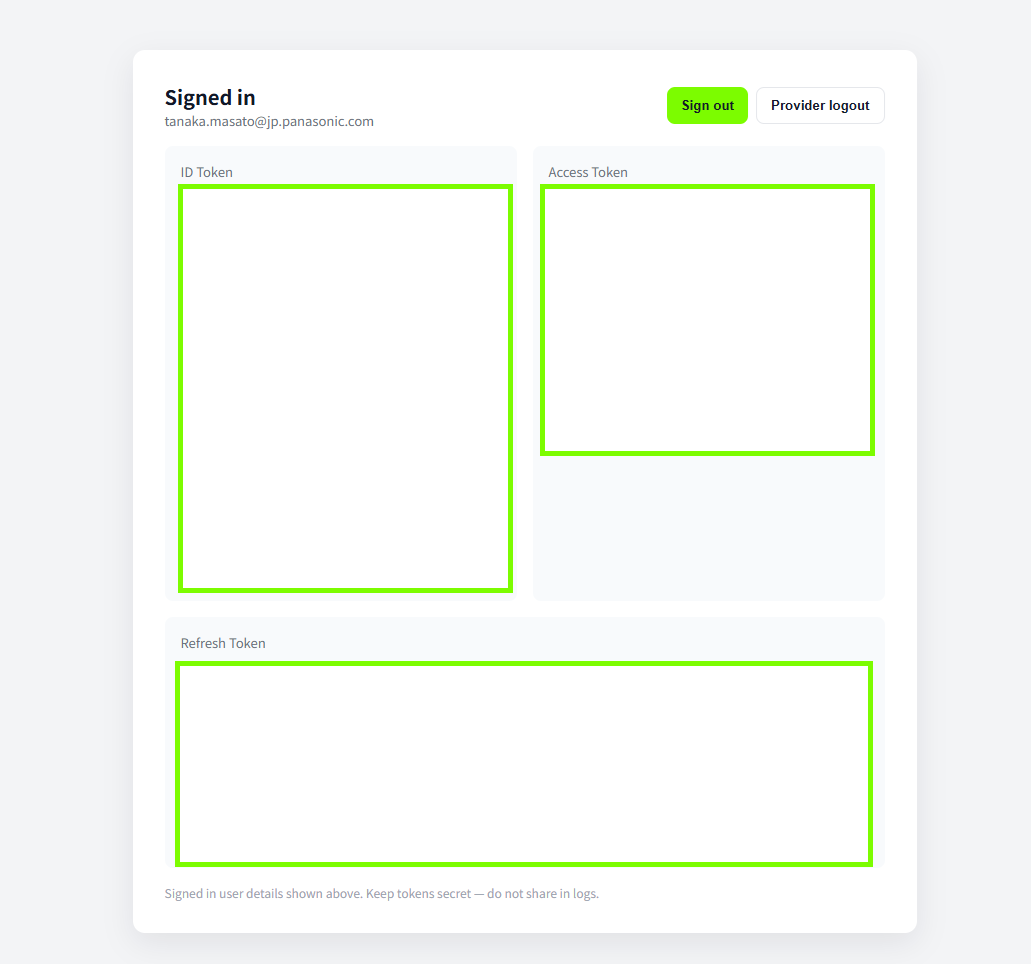 Signed in
tanaka.masato@jp.panasonic.com
Sign out
Provider logout
ID Token
Access Token
Refresh Token
Signed in user details shown above. Keep tokens secret — do not share in logs.